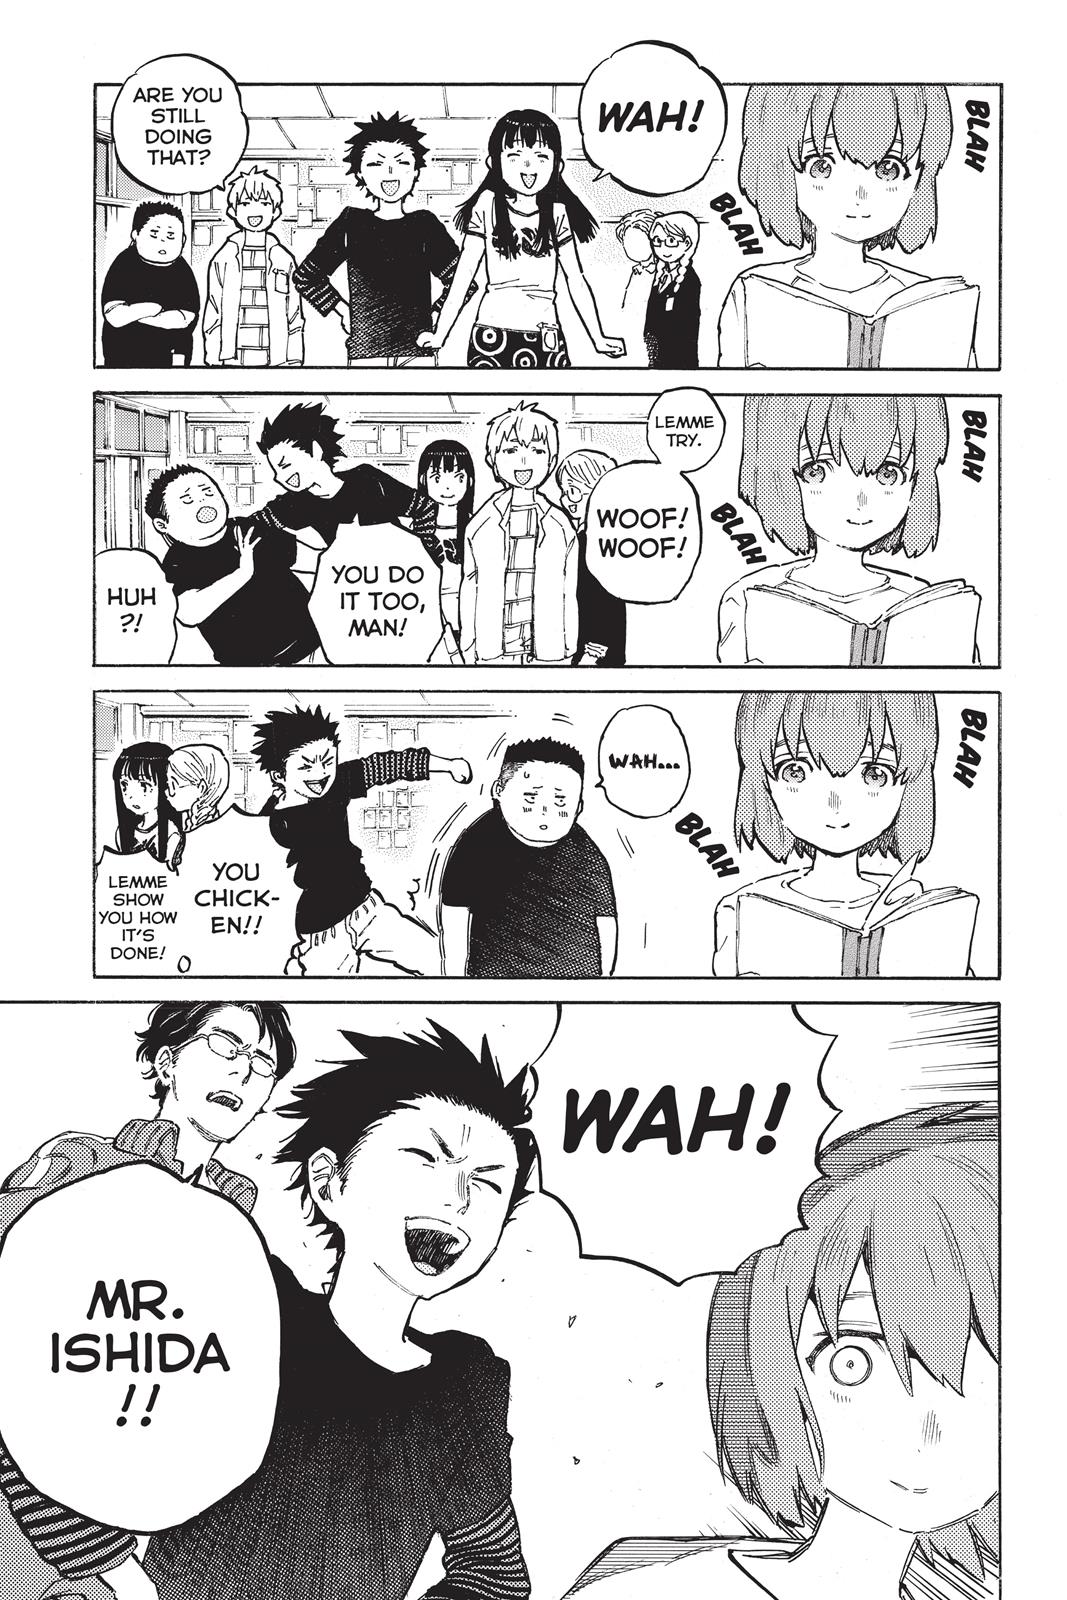 ARE YOU
STILL
DOING
THAT?
WAH!
BLAH
BLAH
LEMME
TRY.
WOOF!
WOOF!
YOU DO
IT TOO,
MAN!
HUH
?!
BLAH
BLAH
WAH...
YOU
CHICK-
EN!!
LEMME
SHOW
YOU HOW
IT'S
DONE!
BLAH
BLAH
WAH!
MR.
ISHIDA
!!